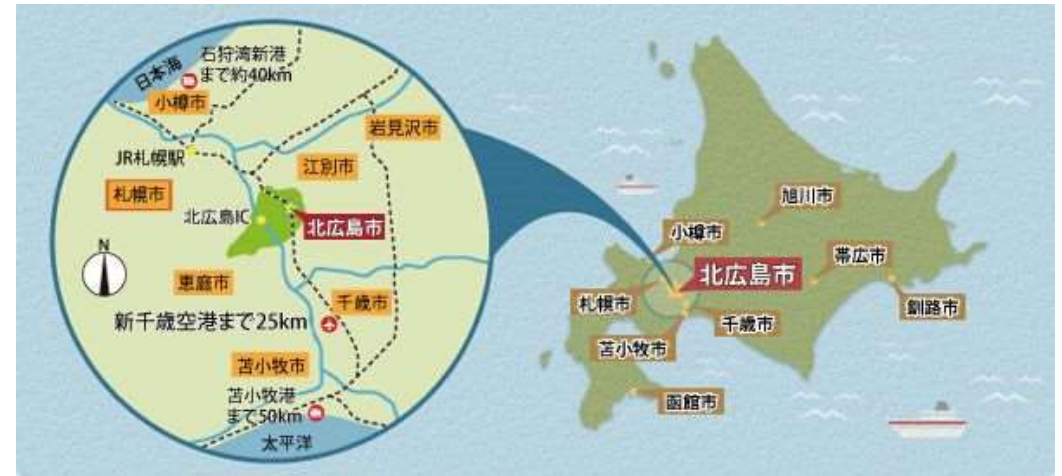 石狩湾新港
まで約40km
日本海
小樽市
岩見沢市
JR札幌駅
江別市
札幌市
北広島IC
北広島市
N
恵庭市
千歳市
新千歳空港まで25km
苫小牧市
苫小牧港
まで50km
太平洋
旭川市
小樽市
帯広市
北広島市
札幌市
釧路市
千歳市
苫小牧市
函館市